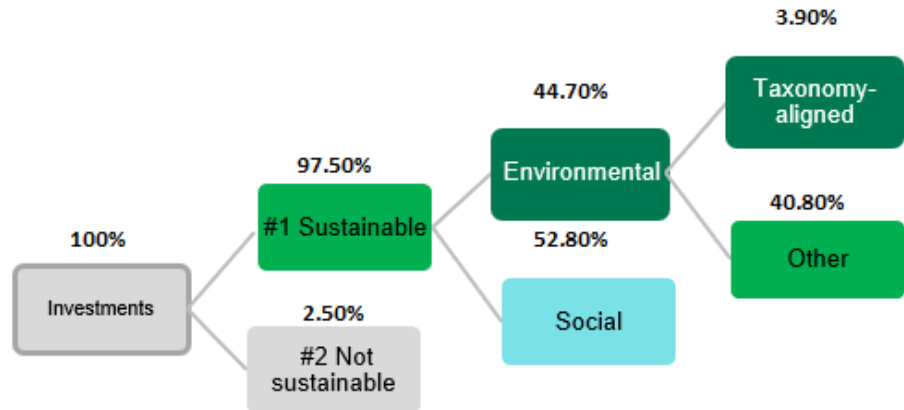 3.90%
Taxonomy-
aligned
44.70%
Environmental
97.50%
#1 Sustainable
40.80%
Other
100%
Investments
52.80%
Social
2.50%
#2 Not
sustainable